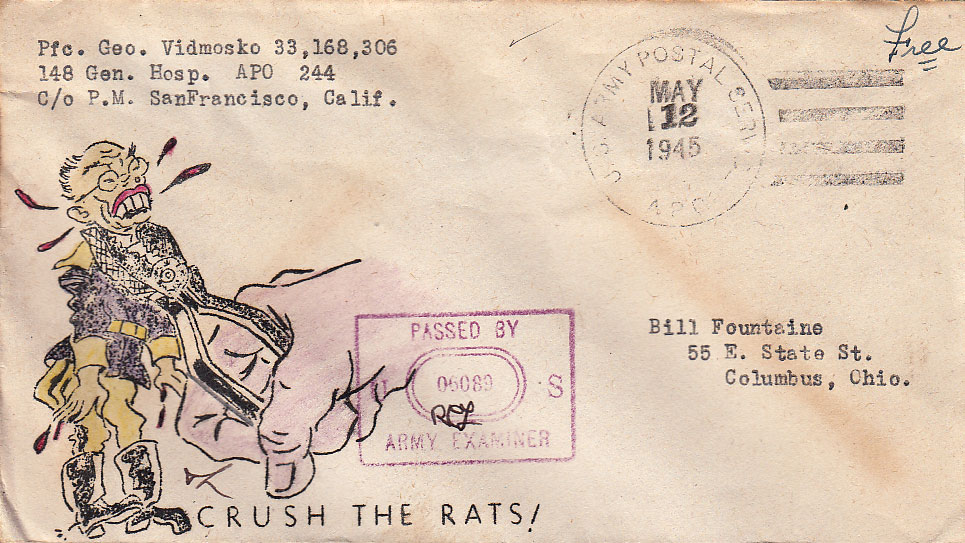 Pfc. Geo. Vidmosko 33,168,306
148 Gen. Hosp. APO 244
C/o P.M. SanFrancisco, Calif.
Free
U.S. ARMY POSTAL SERVICE
MAY
12
1945
APO
PASSED BY
U 06089 S
ARMY EXAMINER
Bill Fountaine
55 E. State St.
Columbus, Ohio.
CRUSH THE RATS!